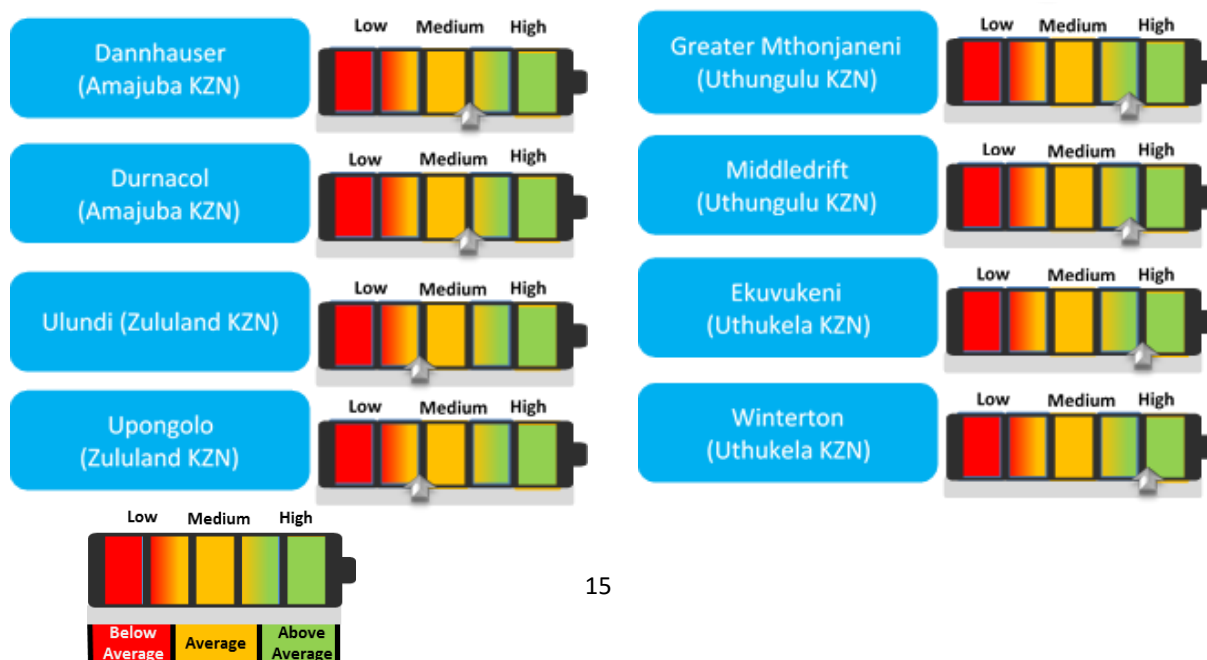 Low Medium High
Dannhauser
(Amajuba KZN)
Low Medium High
Durnacol
(Amajuba KZN)
Low Medium High
Ulundi (Zululand KZN)
Low Medium High
Upongolo
(Zululand KZN)
Low Medium High
Greater Mthonjaneni
(Uthungulu KZN)
Low Medium High
Middledrift
(Uthungulu KZN)
Low Medium High
Ekuvukeni
(Uthukela KZN)
Low Medium High
Winterton
(Uthukela KZN)
Low Medium High
Below
Average
Average
Above
Average
15